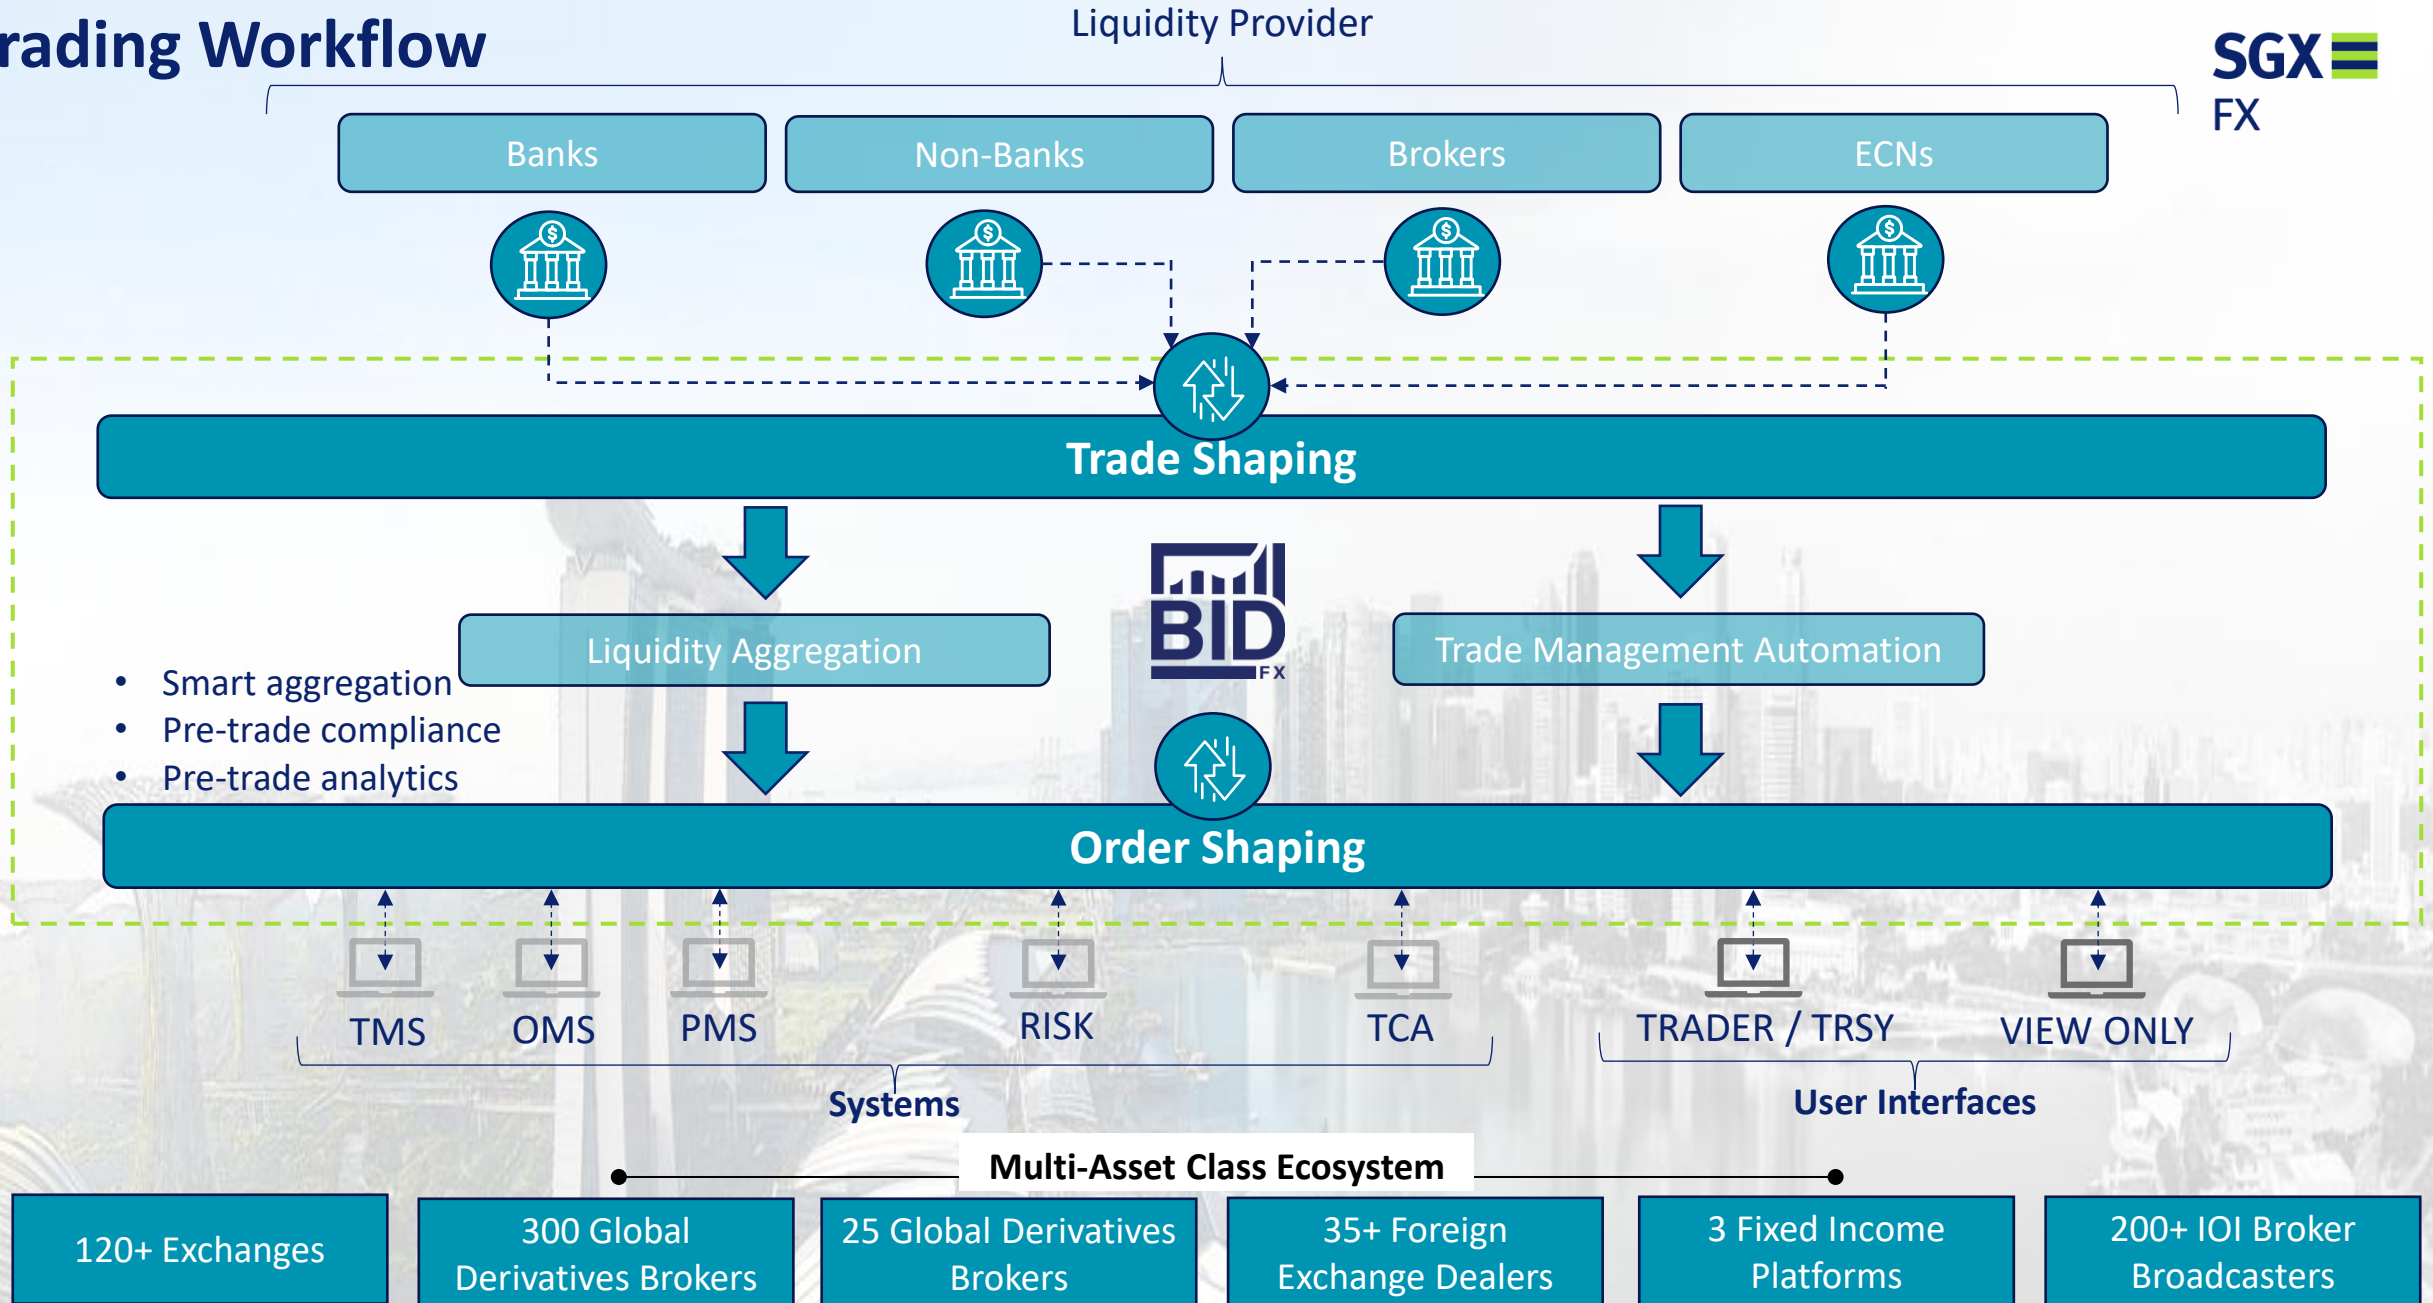 rading Workflow
Liquidity Provider
SGX
FX
Banks
Non-Banks
Brokers
ECNs
$
$
$
$
Trade Shaping
BID
FX
Liquidity Aggregation
Trade Management Automation
• Smart aggregation
• Pre-trade compliance
• Pre-trade analytics
Order Shaping
TMS
OMS
PMS
RISK
TCA
TRADER / TRSY
VIEW ONLY
Systems
User Interfaces
Multi-Asset Class Ecosystem
120+ Exchanges
300 Global
Derivatives Brokers
25 Global Derivatives
Brokers
35+ Foreign
Exchange Dealers
3 Fixed Income
Platforms
200+ IOI Broker
Broadcasters